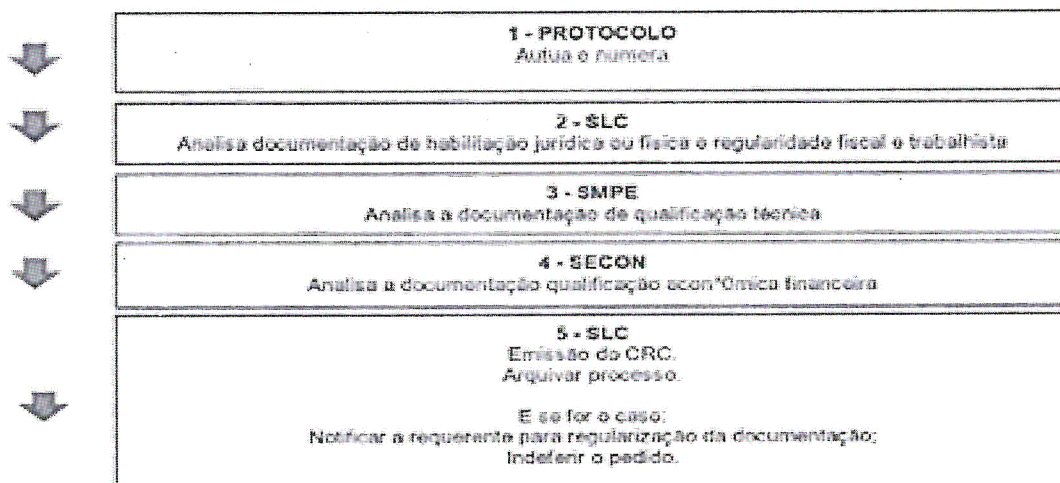 1 - PROTOCOLO
Autua e numera
2 - SLC
Analisa documentação de habilitação jurídica ou física e regularidade fiscal e trabalhista
3 - SMPE
Analisa a documentação de qualificação técnica
4 - SECON
Analisa a documentação qualificação econ"0mica financeira
5 - SLC
Emissão do CRC.
Arquivar processo.
E se for o caso:
Notificar a requerente para regularização da documentação;
Indeferir o pedido.